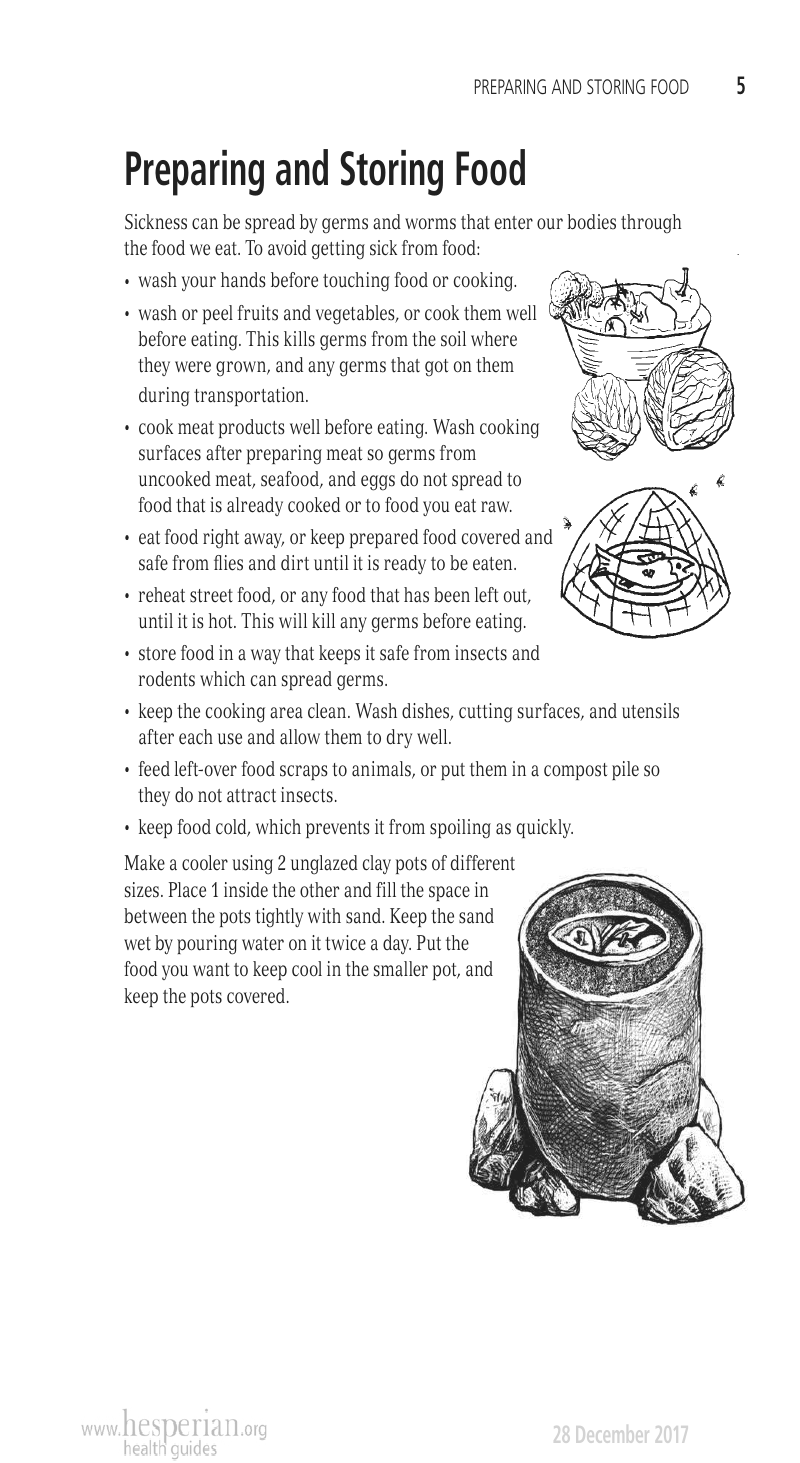 PREPARING AND STORING FOOD 5
Preparing and Storing Food
Sickness can be spread by germs and worms that enter our bodies through
the food we eat. To avoid getting sick from food:
• wash your hands before touching food or cooking.
• wash or peel fruits and vegetables, or cook them well
before eating. This kills germs from the soil where
they were grown, and any germs that got on them
during transportation.
• cook meat products well before eating. Wash cooking
surfaces after preparing meat so germs from
uncooked meat, seafood, and eggs do not spread to
food that is already cooked or to food you eat raw.
• eat food right away, or keep prepared food covered and
safe from flies and dirt until it is ready to be eaten.
• reheat street food, or any food that has been left out,
until it is hot. This will kill any germs before eating.
• store food in a way that keeps it safe from insects and
rodents which can spread germs.
• keep the cooking area clean. Wash dishes, cutting surfaces, and utensils
after each use and allow them to dry well.
• feed left-over food scraps to animals, or put them in a compost pile so
they do not attract insects.
• keep food cold, which prevents it from spoiling as quickly.
Make a cooler using 2 unglazed clay pots of different
sizes. Place 1 inside the other and fill the space in
between the pots tightly with sand. Keep the sand
wet by pouring water on it twice a day. Put the
food you want to keep cool in the smaller pot, and
keep the pots covered.
www.hesperian.org
health guides
28 December 2017